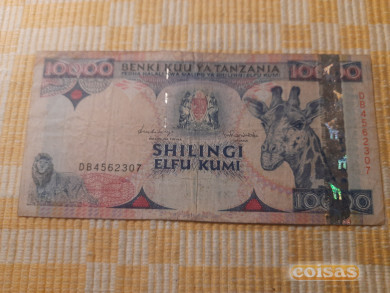 10000 BENKI KUU YA TANZANIA 10000
DB4562307
SHILINGI
ELFU KUMI
DB4562307
10000
coisas